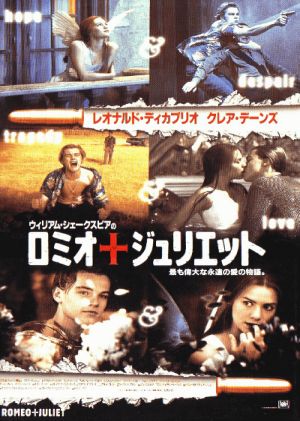 hope
&
despair
レオナルド・ディカプリオ クレア・デーンズ
tragedy
&
love
ウィリアム・シェークスピアの
ロミオ+ジュリエット
最も偉大な永遠の愛の物語。
&
ROMEO+JULIET